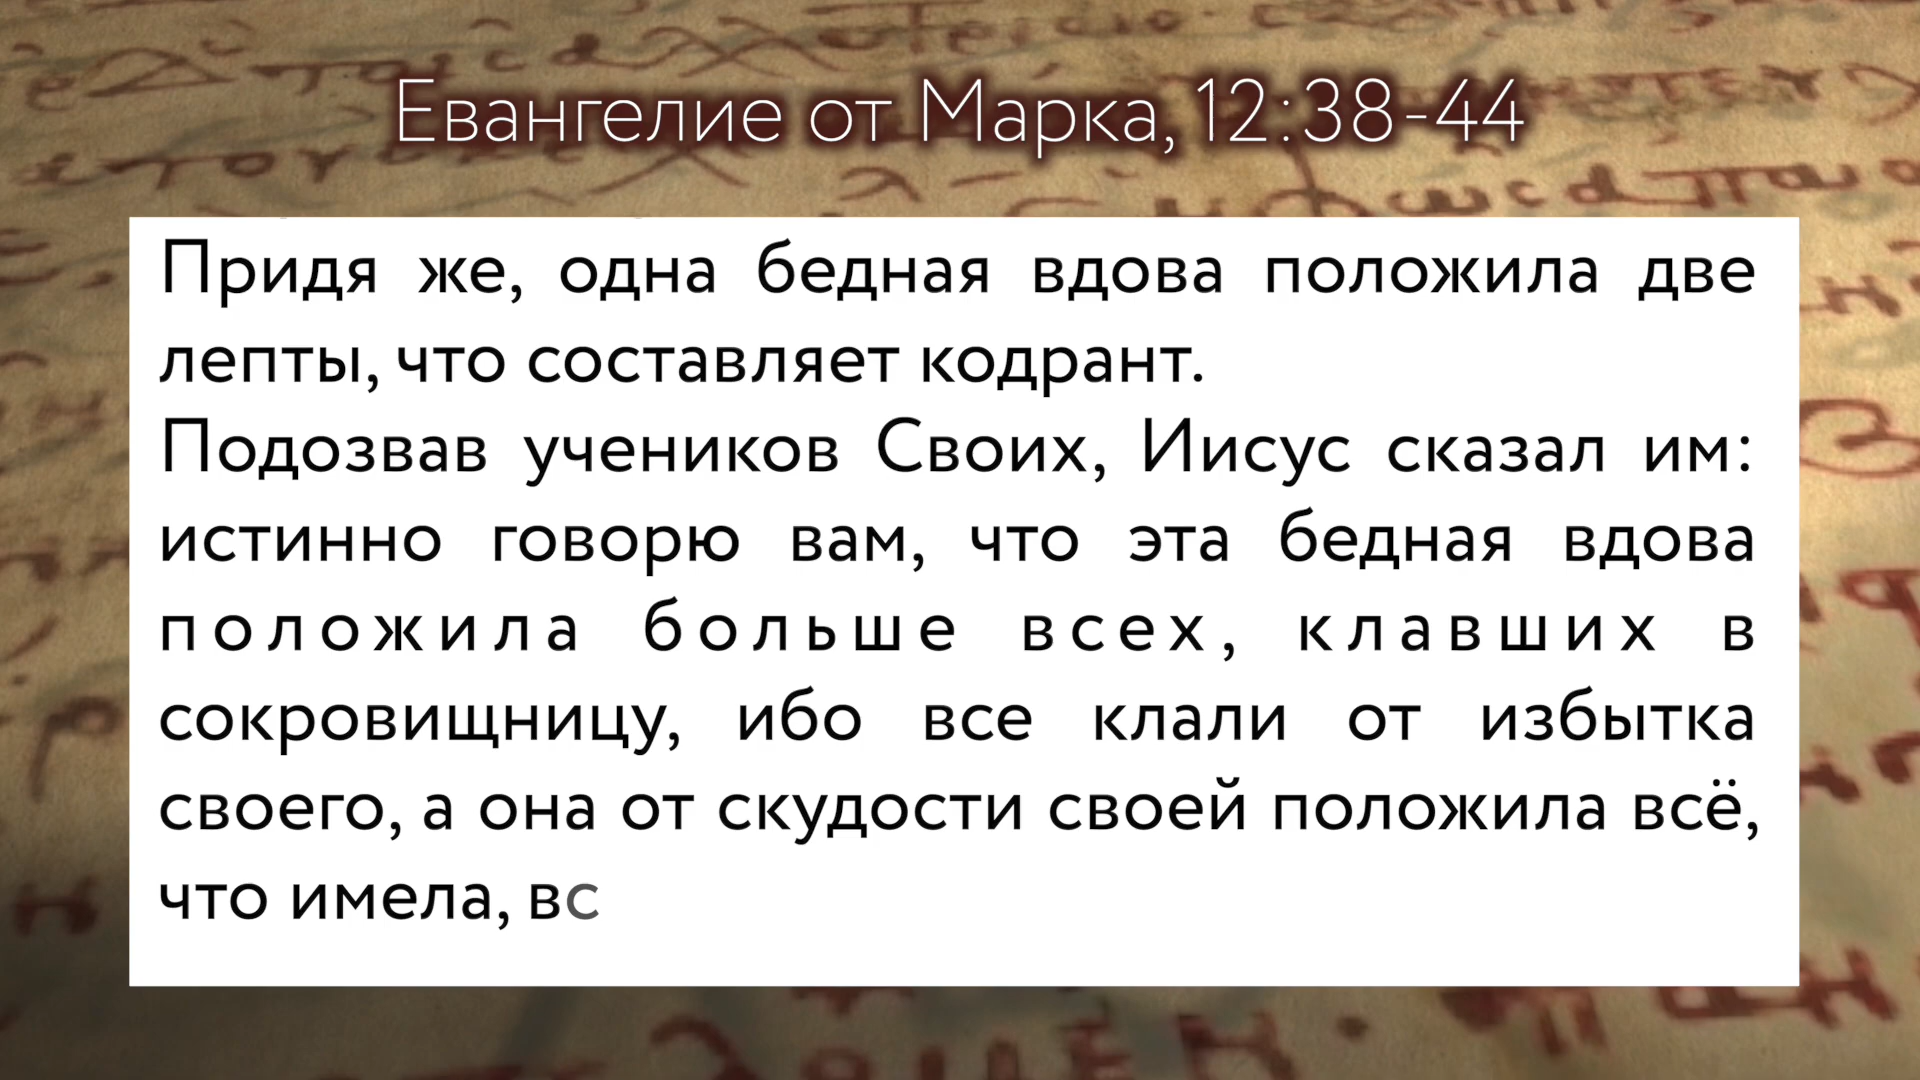 Евангелие от Марка, 12:38-44
Придя же, одна бедная вдова положила две
лепты, что составляет кодрант.
Подозвав учеников Своих, Иисус сказал им:
истинно говорю вам, что эта бедная вдова
положила больше всех, клавших в
сокровищницу, ибо все клали от избытка
своего, а она от скудости своей положила всё,
что имела, вс